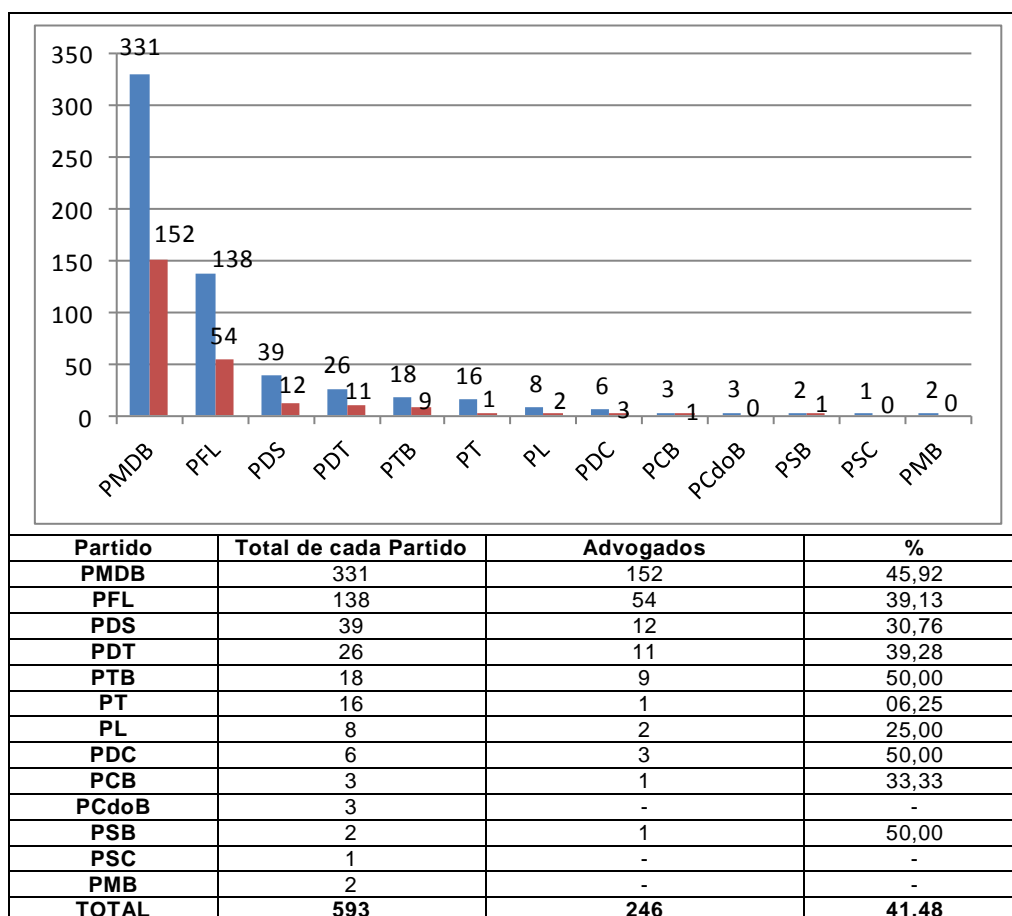 350
300
250
200
150
100
50
0
331
152
138
54
39
12
26
11
18
9
16
1
8
2
6
3
3
1
3
0
2
1
1
0
2
0
PMDB
PFL
PDS
PDT
PTB
PT
PL
PDC
PCB
PCdoB
PSB
PSC
PMB
Partido Total de cada Partido Advogados %
PMDB 331 152 45,92
PFL 138 54 39,13
PDS 39 12 30,76
PDT 26 11 39,28
PTB 18 9 50,00
PT 16 1 06,25
PL 8 2 25,00
PDC 6 3 50,00
PCB 3 1 33,33
PCdoB 3 - -
PSB 2 1 50,00
PSC 1 - -
PMB 2 - -
TOTAL 593 246 41,48